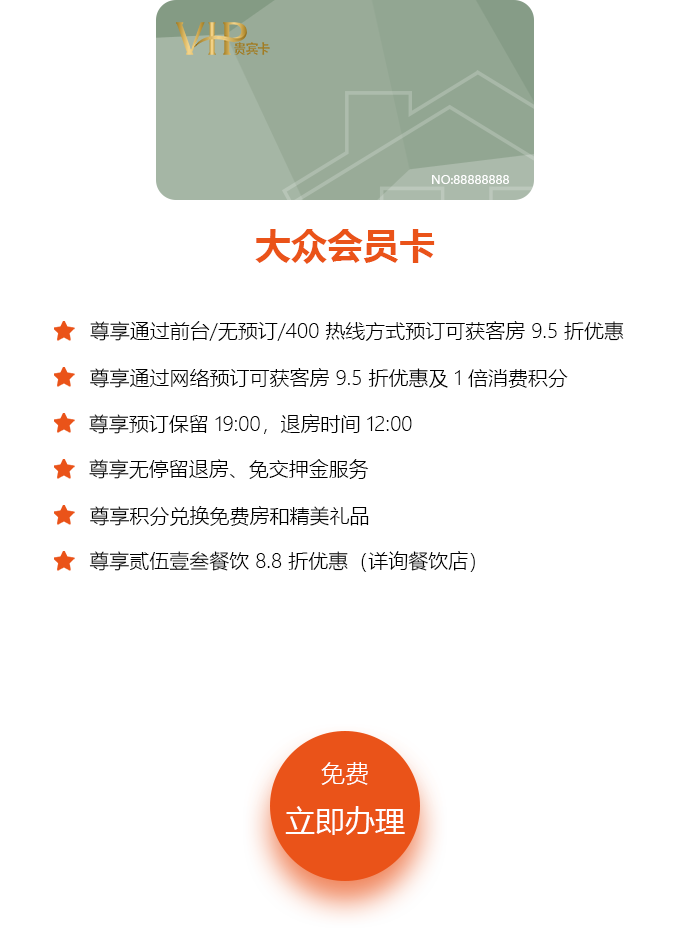 VIP贵宾卡
NO:88888888
大众会员卡
尊享通过前台/无预订/400 热线方式预订可获客房 9.5 折优惠
尊享通过网络预订可获客房 9.5 折优惠及 1 倍消费积分
尊享预订保留 19:00，退房时间 12:00
尊享无停留退房、免交押金服务
尊享积分兑换免费房和精美礼品
尊享贰伍壹叁餐饮 8.8 折优惠（详询餐饮店）
免费
立即办理